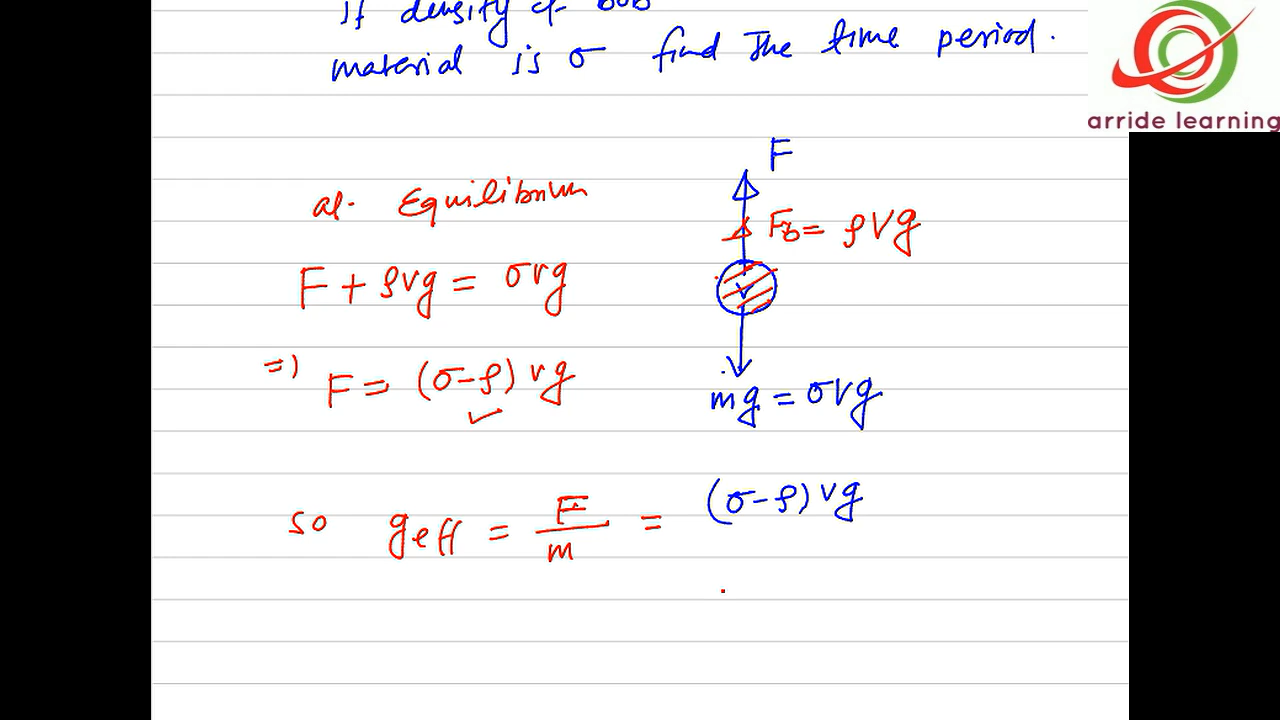 If density of bob
material is σ find the time period.
arride learning
F
at Equilibrium
F_b = ρVg
F + ρvg = σvg
v
=) F = (σ-ρ) vg
mg = σvg
so geff = F/m = (σ-ρ) vg